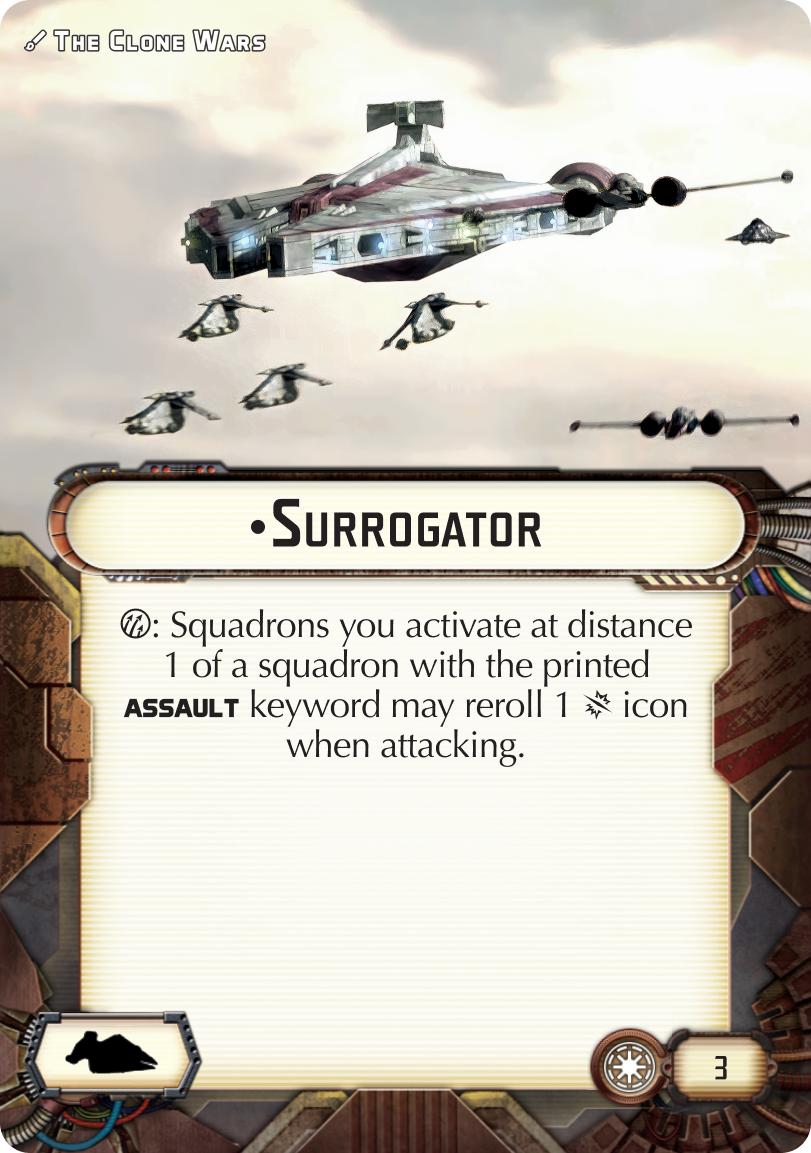 The Clone Wars
•Surrogator
: Squadrons you activate at distance
1 of a squadron with the printed
ASSAULT keyword may reroll 1 icon
when attacking.
3